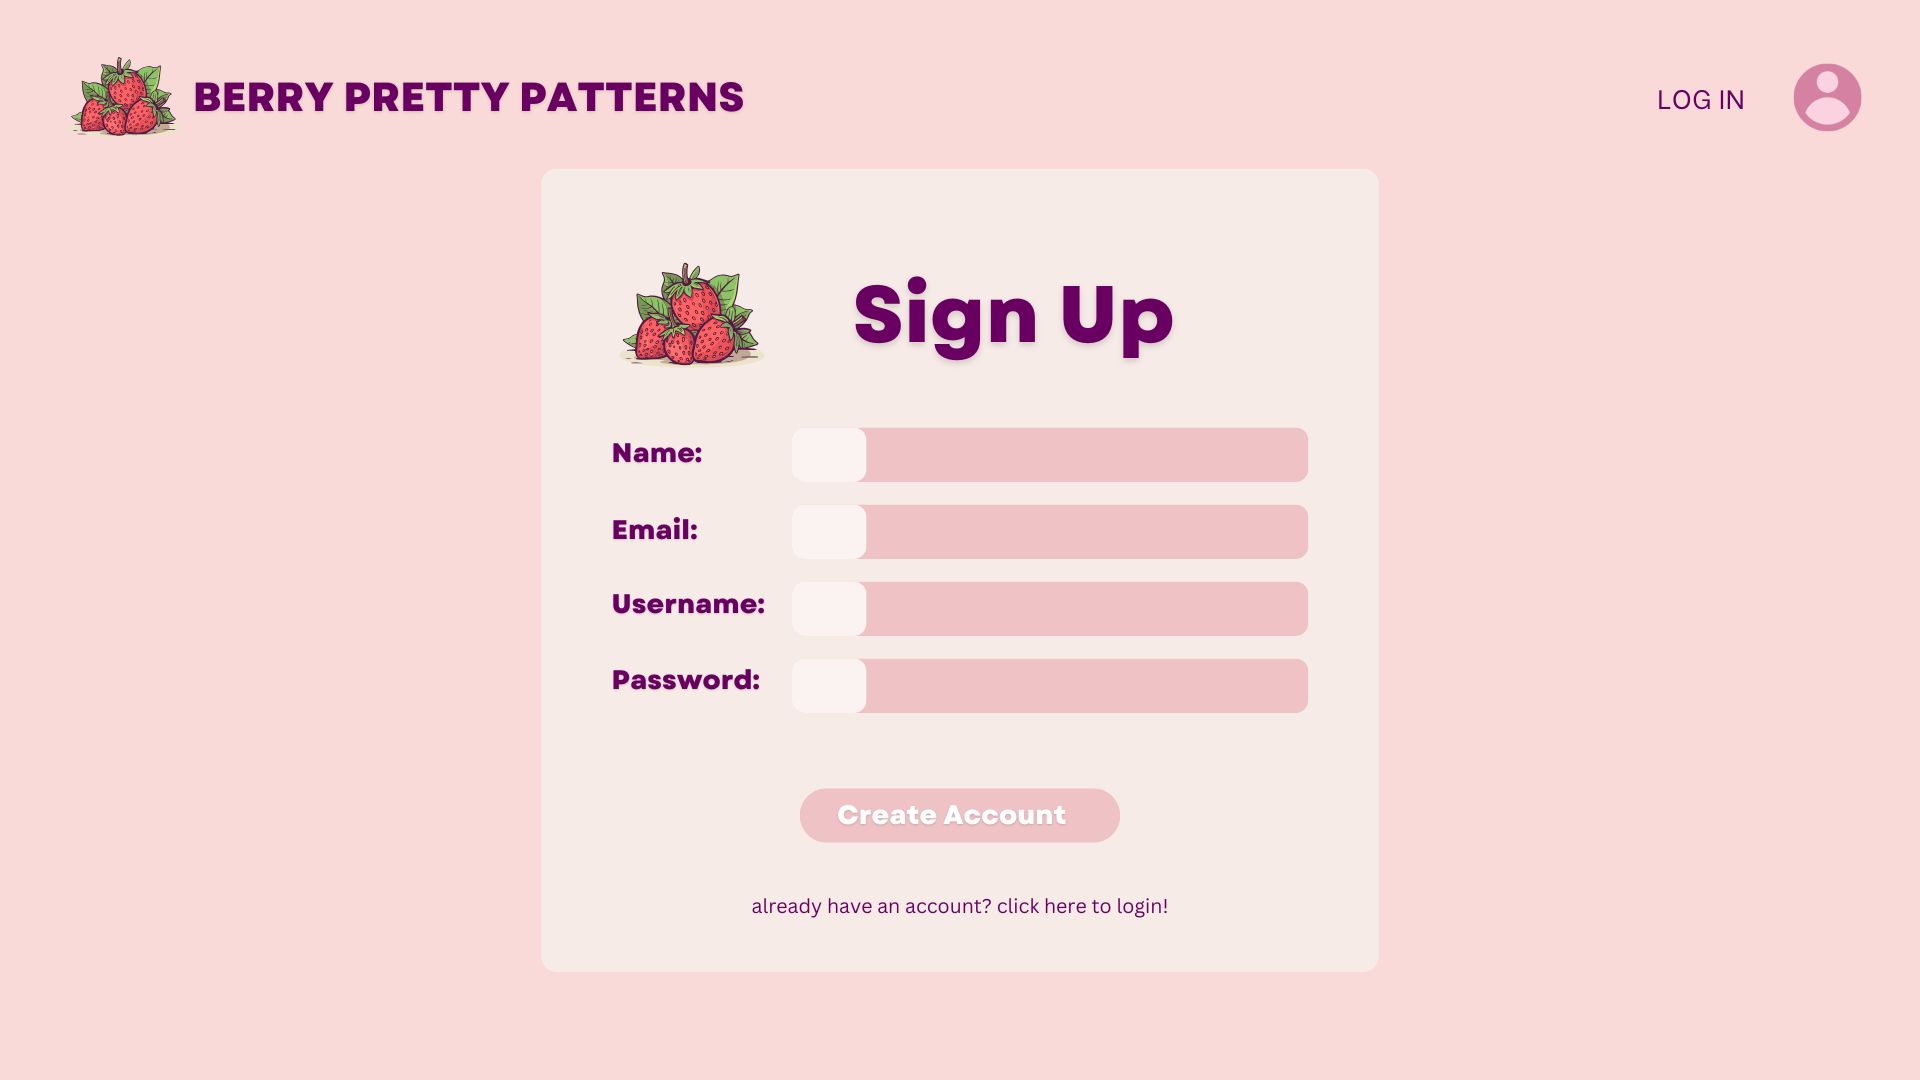 BERRY PRETTY PATTERNS
LOG IN
Sign Up
Name:
Email:
Username:
Password:
Create Account
already have an account? click here to login!